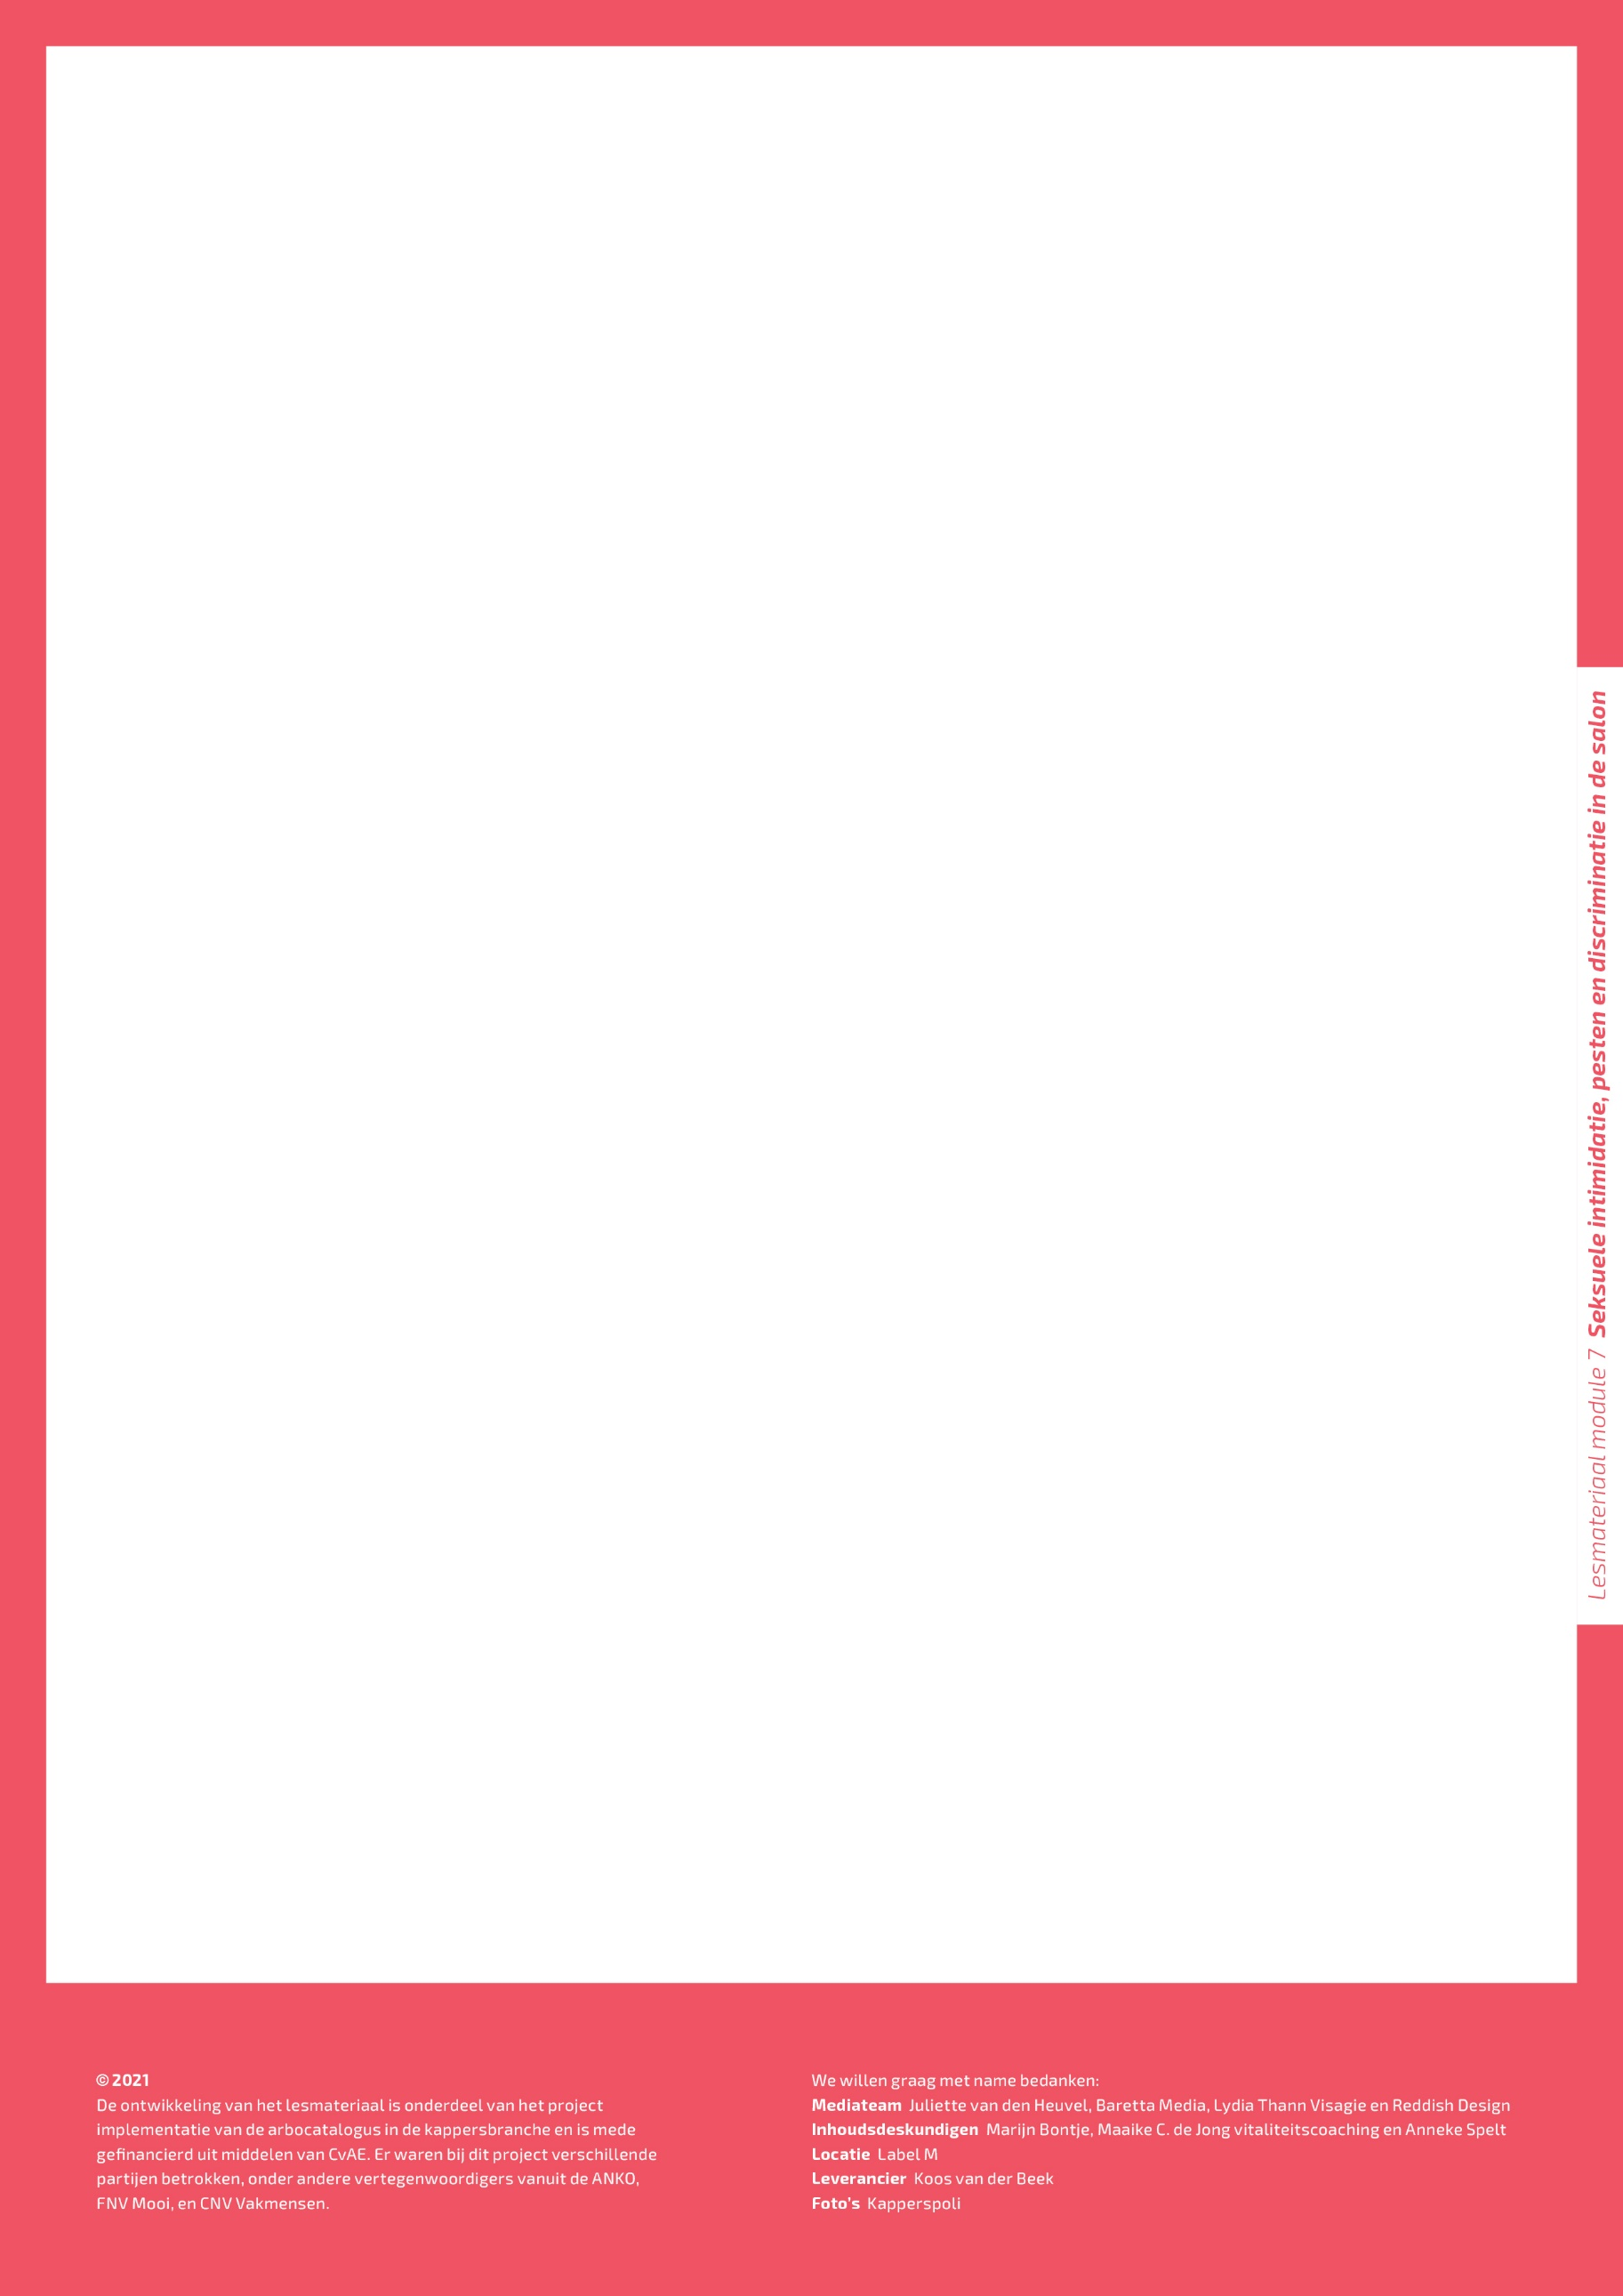 Lesmateriaal module 7 Seksuele intimidatie, pesten en discriminatie in de salon
© 2021
De ontwikkeling van het lesmateriaal is onderdeel van het project
implementatie van de arbocatalogus in de kappersbranche en is mede
gefinancierd uit middelen van CvAE. Er waren bij dit project verschillende
partijen betrokken, onder andere vertegenwoordigers vanuit de ANKO,
FNV Mooi, en CNV Vakmensen.
We willen graag met name bedanken:
Mediateam Juliette van den Heuvel, Baretta Media, Lydia Thann Visagie en Reddish Design
Inhoudsdeskundigen Marijn Bontje, Maaike C. de Jong vitaliteitscoaching en Anneke Spelt
Locatie Label M
Leverancier Koos van der Beek
Foto's Kapperspoli